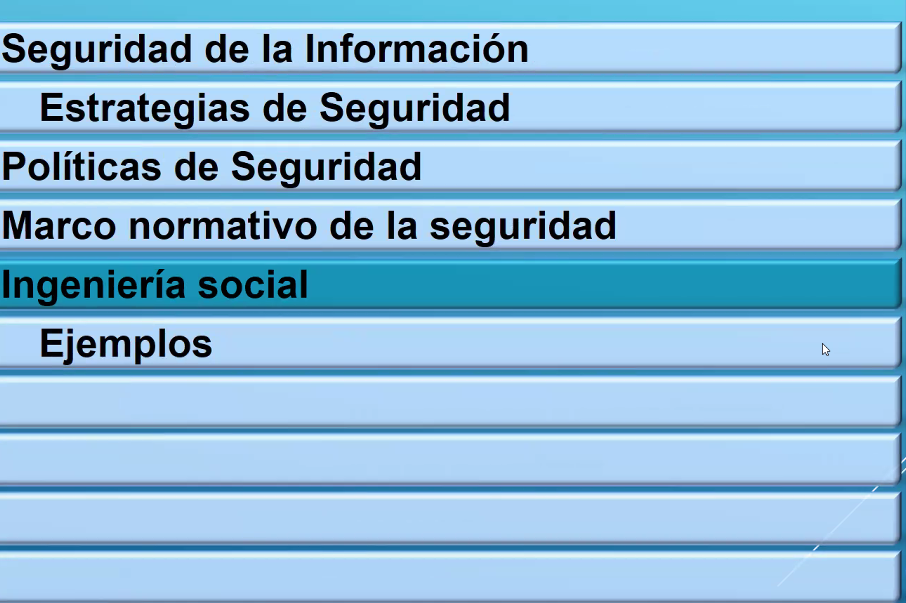 Seguridad de la Información
Estrategias de Seguridad
Políticas de Seguridad
Marco normativo de la seguridad
Ingeniería social
Ejemplos